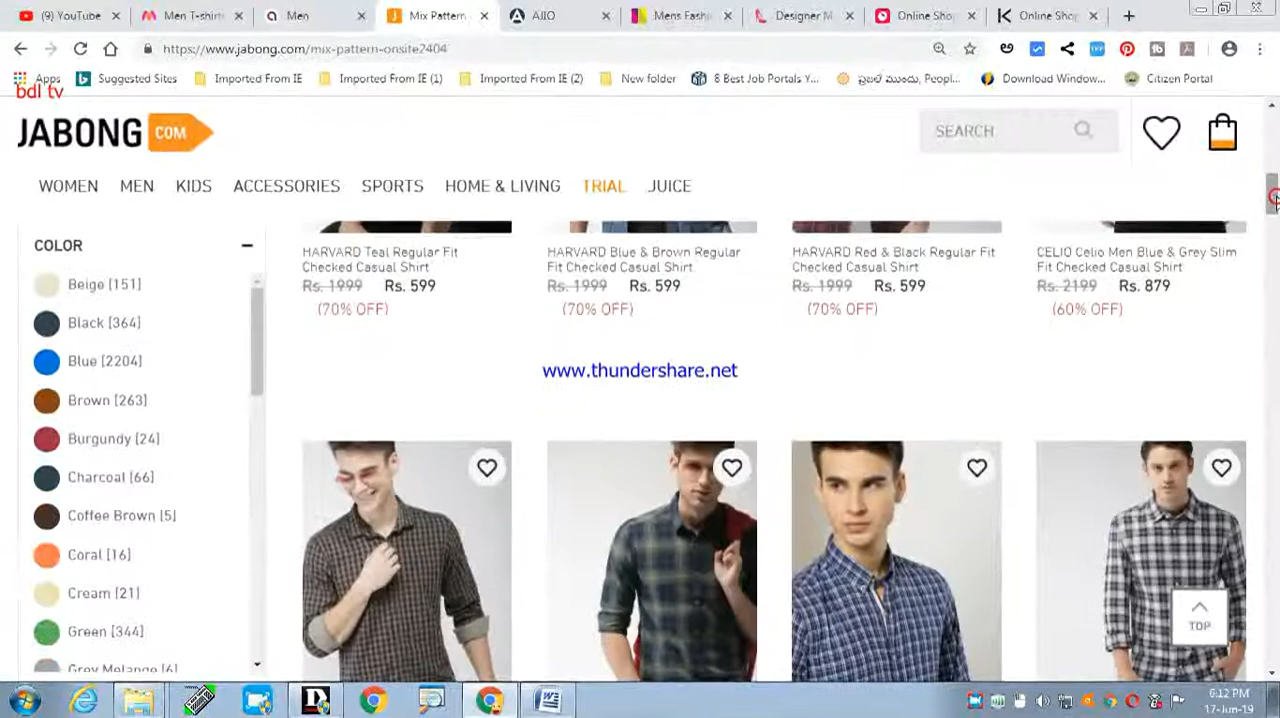 (9) YouTube
Men T-shirt
Men
Mix Pattern
AJIO
Mens Fashi
Designer M
Online Shop
Online Shop
https://www.jabong.com/mix-pattern-onsite2404
Apps
Suggested Sites
Imported From IE
Imported From IE (1)
Imported From IE (2)
New folder
8 Best Job Portals Y...
ప్రజలే ముందు, Peopl...
Download Window...
Citizen Portal
bdl tv
JABONG COM
SEARCH
WOMEN MEN KIDS ACCESSORIES SPORTS HOME & LIVING TRIAL JUICE
COLOR
Beige [151]
Black [364]
Blue [2204]
Brown [263]
Burgundy [24]
Charcoal [66]
Coffee Brown [5]
Coral [16]
Cream [21]
Green [344]
Grey Melange [6]
HARVARD Teal Regular Fit
Checked Casual Shirt
Rs. 1999 Rs. 599
(70% OFF)
HARVARD Blue & Brown Regular
Fit Checked Casual Shirt
Rs. 1999 Rs. 599
(70% OFF)
HARVARD Red & Black Regular Fit
Checked Casual Shirt
Rs. 1999 Rs. 599
(70% OFF)
CELIO Celio Men Blue & Grey Slim
Fit Checked Casual Shirt
Rs. 2199 Rs. 879
(60% OFF)
www.thundershare.net
TOP
6:12 PM
17-Jun-19